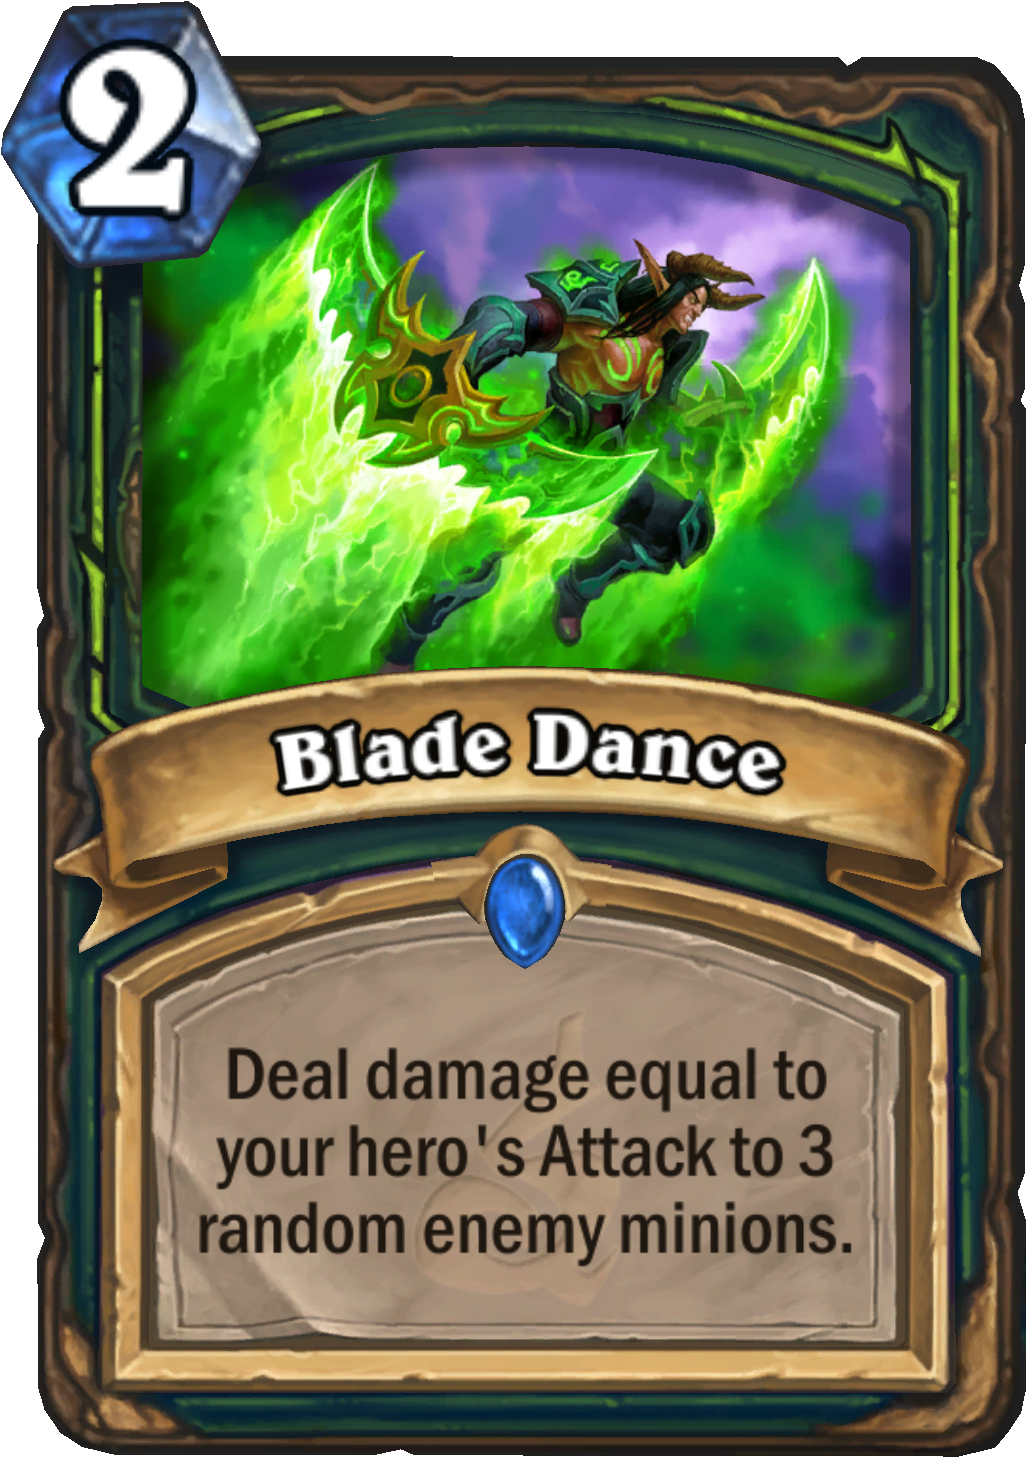 2
Blade Dance
Deal damage equal to
your hero's Attack to 3
random enemy minions.